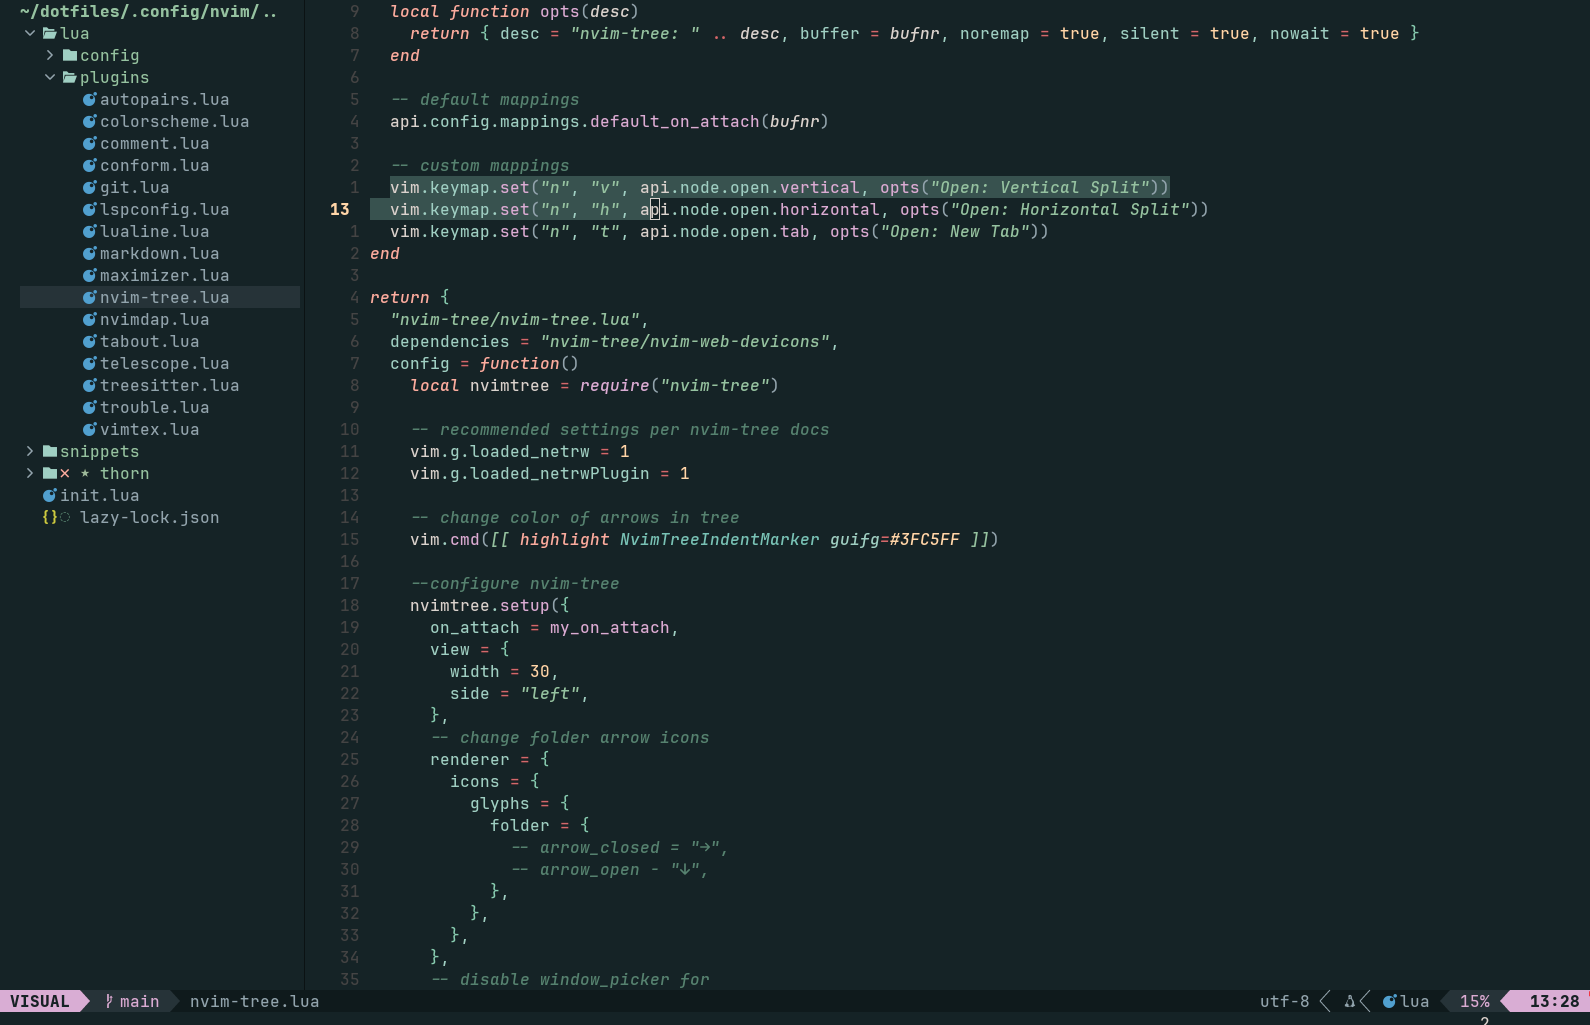 ~/dotfiles/.config/nvim/..
lua
config
plugins
autopairs.lua
colorscheme.lua
comment.lua
conform.lua
git.lua
lspconfig.lua
lualine.lua
markdown.lua
maximizer.lua
nvim-tree.lua
nvimdap.lua
tabout.lua
telescope.lua
treesitter.lua
trouble.lua
vimtex.lua
snippets
✕ ★ thorn
init.lua
{} ◌ lazy-lock.json
9 local function opts(desc)
8 return { desc = "nvim-tree: " .. desc, buffer = bufnr, noremap = true, silent = true, nowait = true }
7 end
6
5 -- default mappings
4 api.config.mappings.default_on_attach(bufnr)
3
2 -- custom mappings
1 vim.keymap.set("n", "v", api.node.open.vertical, opts("Open: Vertical Split"))
13 vim.keymap.set("n", "h", api.node.open.horizontal, opts("Open: Horizontal Split"))
1 vim.keymap.set("n", "t", api.node.open.tab, opts("Open: New Tab"))
2 end
3
4 return {
5 "nvim-tree/nvim-tree.lua",
6 dependencies = "nvim-tree/nvim-web-devicons",
7 config = function()
8 local nvimtree = require("nvim-tree")
9
10 -- recommended settings per nvim-tree docs
11 vim.g.loaded_netrw = 1
12 vim.g.loaded_netrwPlugin = 1
13
14 -- change color of arrows in tree
15 vim.cmd([[ highlight NvimTreeIndentMarker guifg=#3FC5FF ]])
16
17 --configure nvim-tree
18 nvimtree.setup({
19 on_attach = my_on_attach,
20 view = {
21 width = 30,
22 side = "left",
23 },
24 -- change folder arrow icons
25 renderer = {
26 icons = {
27 glyphs = {
28 folder = {
29 -- arrow_closed = "→",
30 -- arrow_open - "↓",
31 },
32 },
33 },
34 },
35 -- disable window_picker for
VISUAL main nvim-tree.lua utf-8 lua 15% 13:28
2